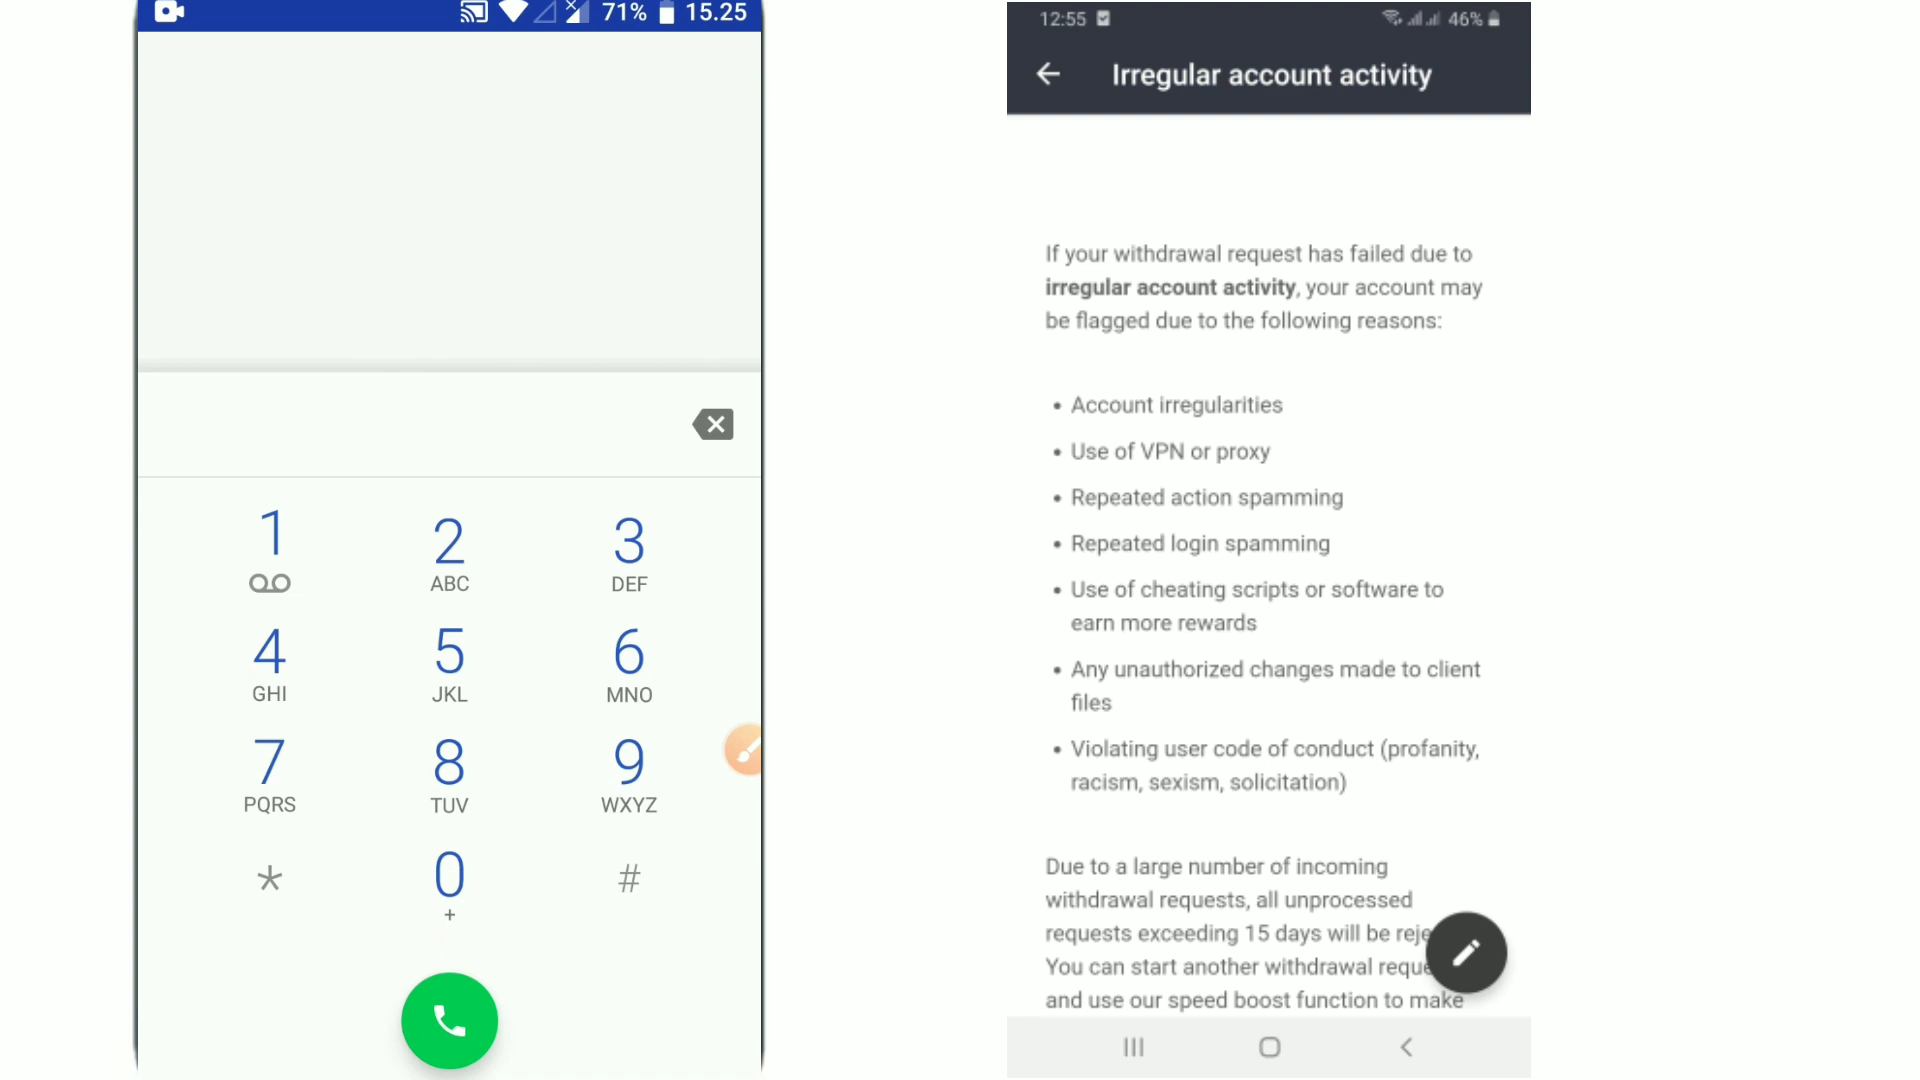 71% 15.25
1
2
ABC
3
DEF
4
GHI
5
JKL
6
MNO
7
PQRS
8
TUV
9
WXYZ
*
0
+
#
12:55 46%
Irregular account activity
If your withdrawal request has failed due to
irregular account activity, your account may
be flagged due to the following reasons:
• Account irregularities
• Use of VPN or proxy
• Repeated action spamming
• Repeated login spamming
• Use of cheating scripts or software to
earn more rewards
• Any unauthorized changes made to client
files
• Violating user code of conduct (profanity,
racism, sexism, solicitation)
Due to a large number of incoming
withdrawal requests, all unprocessed
requests exceeding 15 days will be reje
You can start another withdrawal reque
and use our speed boost function to make